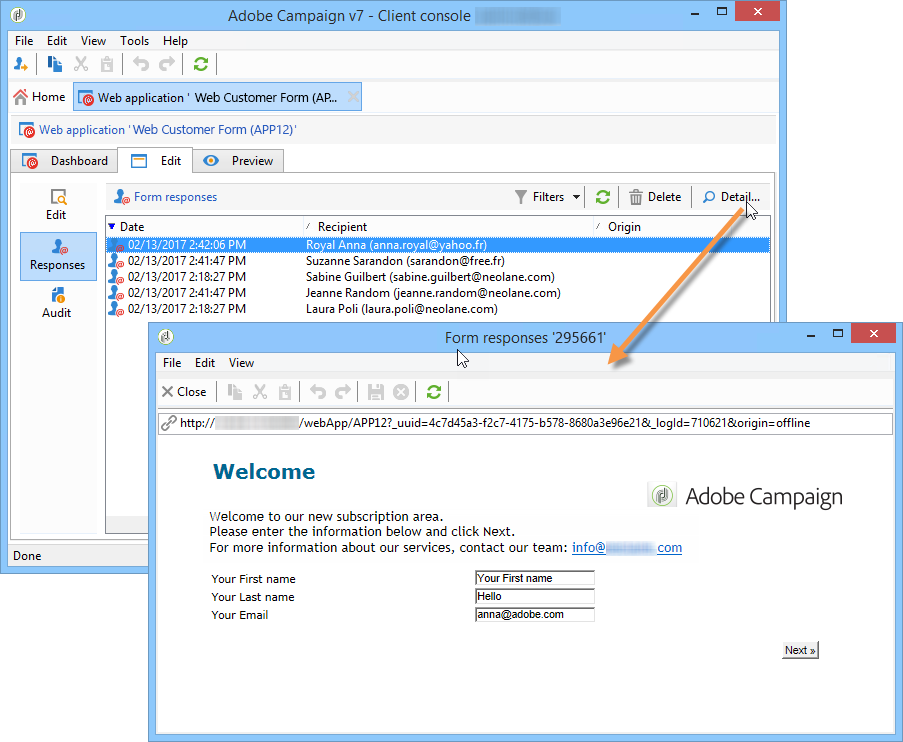 Adobe Campaign v7 - Client console
File Edit View Tools Help
Home Web application ' Web Customer Form (AP...
Web application ' Web Customer Form (APP12)'
Dashboard Edit Preview
Edit
Responses
Audit
Form responses Filters Delete Detail...
Date Recipient Origin
02/13/2017 2:42:06 PM Royal Anna (anna.royal@yahoo.fr)
02/13/2017 2:41:47 PM Suzanne Sarandon (sarandon@free.fr)
02/13/2017 2:18:27 PM Sabine Guilbert (sabine.guilbert@neolane.com)
02/13/2017 2:41:47 PM Jeanne Random (jeanne.random@neolane.com)
02/13/2017 2:18:27 PM Laura Poli (laura.poli@neolane.com)
Done
Form responses '295661'
File Edit View
Close
http:// /webApp/APP12?_uuid=4c7d45a3-f2c7-4175-b578-8680a3e96e21&_logId=710621&origin=offline
Welcome
Adobe Campaign
Welcome to our new subscription area.
Please enter the information below and click Next.
For more information about our services, contact our team: info@ .com
Your First name Your First name
Your Last name Hello
Your Email anna@adobe.com
Next »